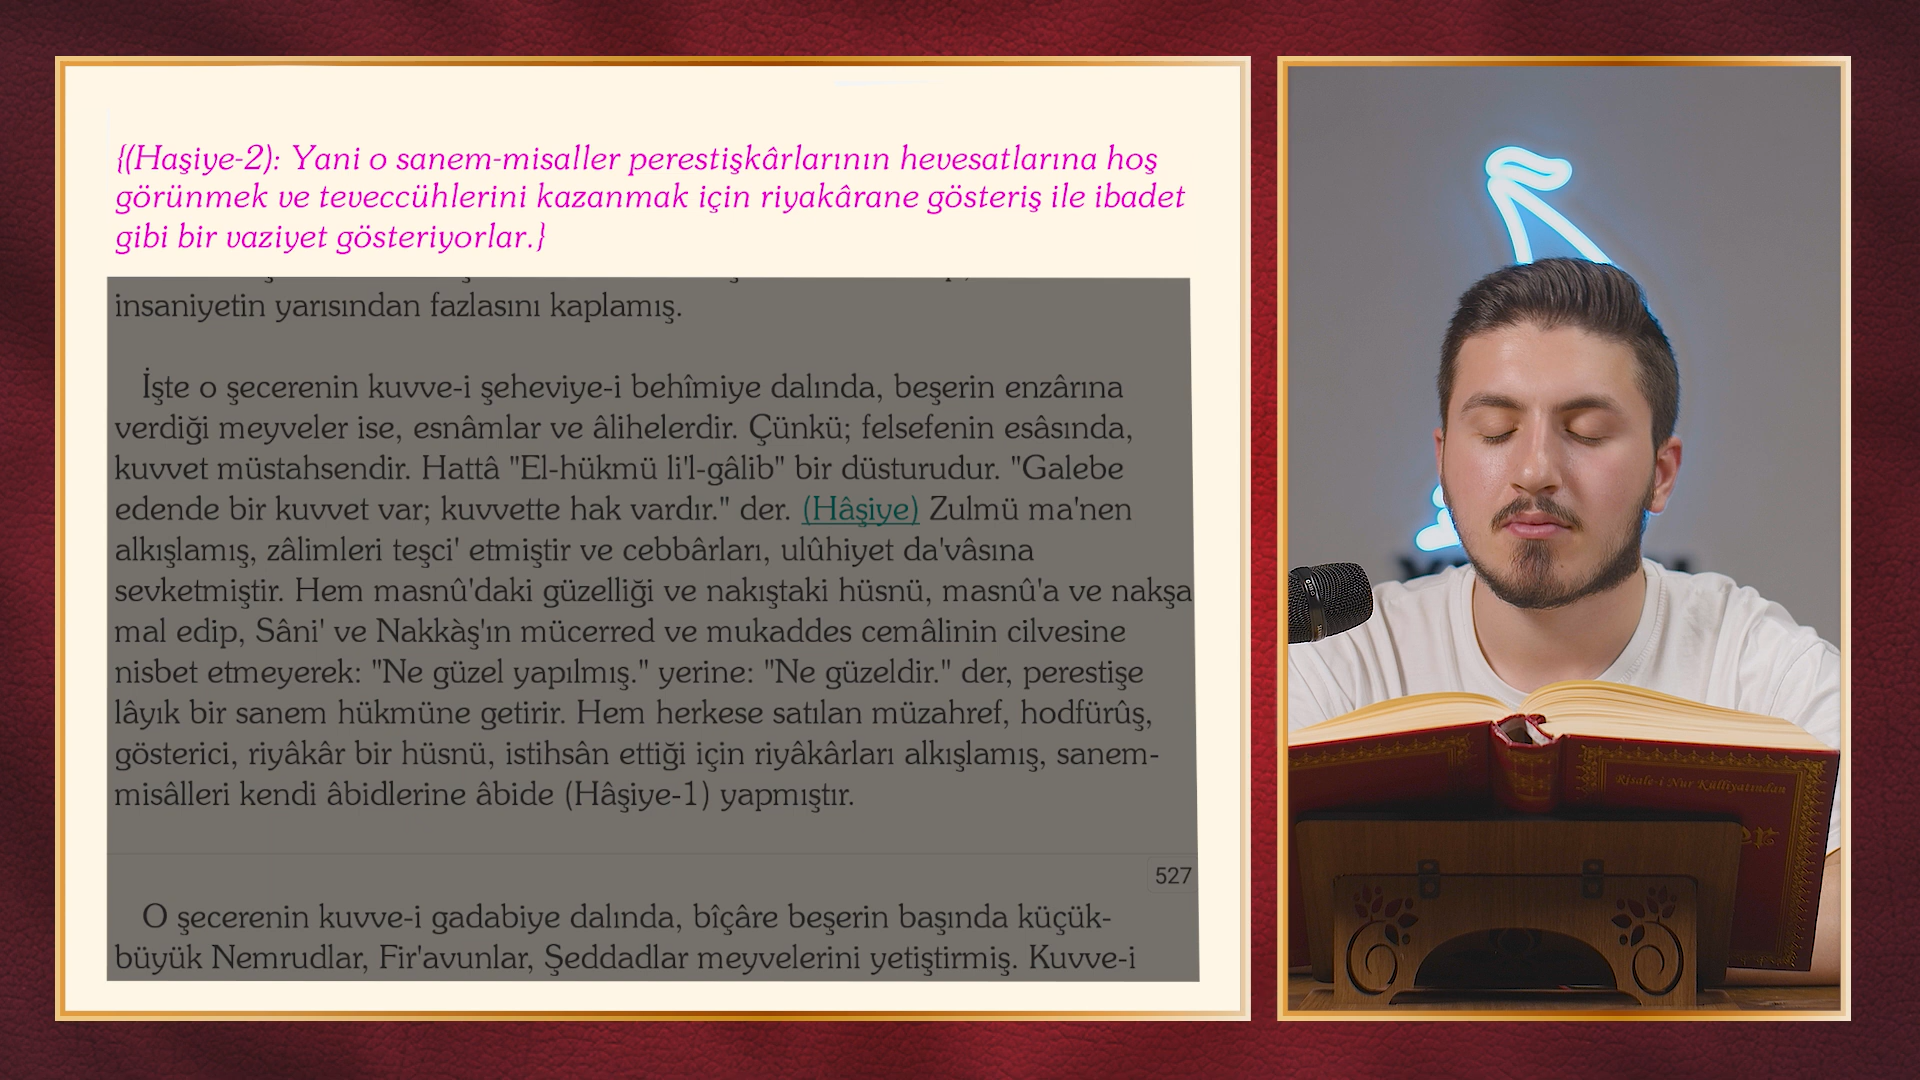 {(Haşiye-2): Yani o sanem-misaller perestişkârlarının hevesatlarına hoş
görünmek ve teveccühlerini kazanmak için riyakârane gösteriş ile ibadet
gibi bir vaziyet gösteriyorlar.}
insaniyetin yarısından fazlasını kaplamış.
İşte o şecerenin kuvve-i şeheviye-i behîmiye dalında, beşerin enzârına
verdiği meyveler ise, esnâmlar ve âlihelerdir. Çünkü; felsefenin esâsında,
kuvvet müstahsendir. Hattâ "El-hükmü li'l-gâlib" bir düsturudur. "Galebe
edende bir kuvvet var; kuvvette hak vardır." der. (Hâşiye) Zulmü ma'nen
alkışlamış, zâlimleri teşci' etmiştir ve cebbârları, ulûhiyet da'vâsına
sevketmiştir. Hem masnû'daki güzelliği ve nakıştaki hüsnü, masnû'a ve nakşa
mal edip, Sâni' ve Nakkàş'ın mücerred ve mukaddes cemâlinin cilvesine
nisbet etmeyerek: "Ne güzel yapılmış." yerine: "Ne güzeldir." der, perestişe
lâyık bir sanem hükmüne getirir. Hem herkese satılan müzahref, hodfürûş,
gösterici, riyâkâr bir hüsnü, istihsân ettiği için riyâkârları alkışlamış, sanem-
misâlleri kendi âbidlerine âbide (Hâşiye-1) yapmıştır.
527
O şecerenin kuvve-i gadabiye dalında, bîçâre beşerin başında küçük-
büyük Nemrudlar, Fir'avunlar, Şeddadlar meyvelerini yetiştirmiş. Kuvve-i
Risale-i Nur Külliyatından